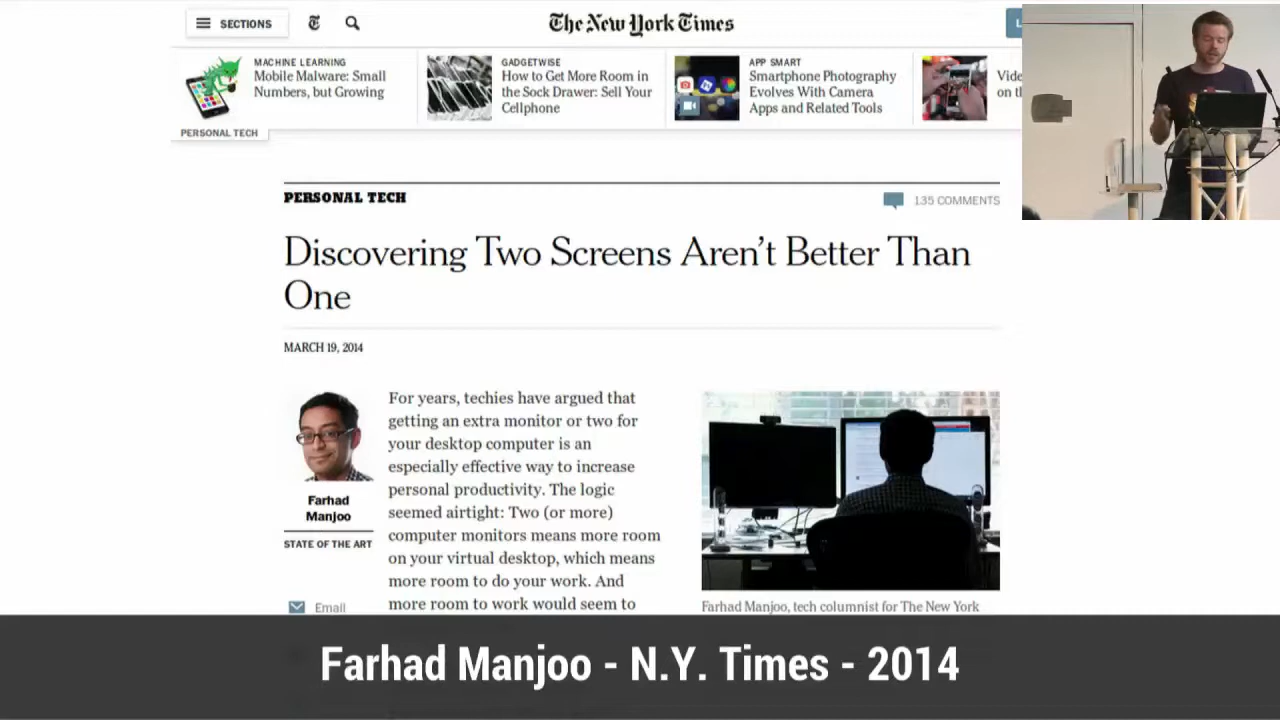 SECTIONS
The New York Times
MACHINE LEARNING
Mobile Malware: Small
Numbers, but Growing
GADGETWISE
How to Get More Room in
the Sock Drawer: Sell Your
Cellphone
APP SMART
Smartphone Photography
Evolves With Camera
Apps and Related Tools
PERSONAL TECH
PERSONAL TECH
135 COMMENTS
Discovering Two Screens Aren't Better Than
One
MARCH 19, 2014
For years, techies have argued that
getting an extra monitor or two for
your desktop computer is an
especially effective way to increase
personal productivity. The logic
seemed airtight: Two (or more)
computer monitors means more room
on your virtual desktop, which means
more room to do your work. And
more room to work would seem to
Farhad
Manjoo
STATE OF THE ART
Email
Farhad Manjoo, tech columnist for The New York
Farhad Manjoo - N.Y. Times - 2014